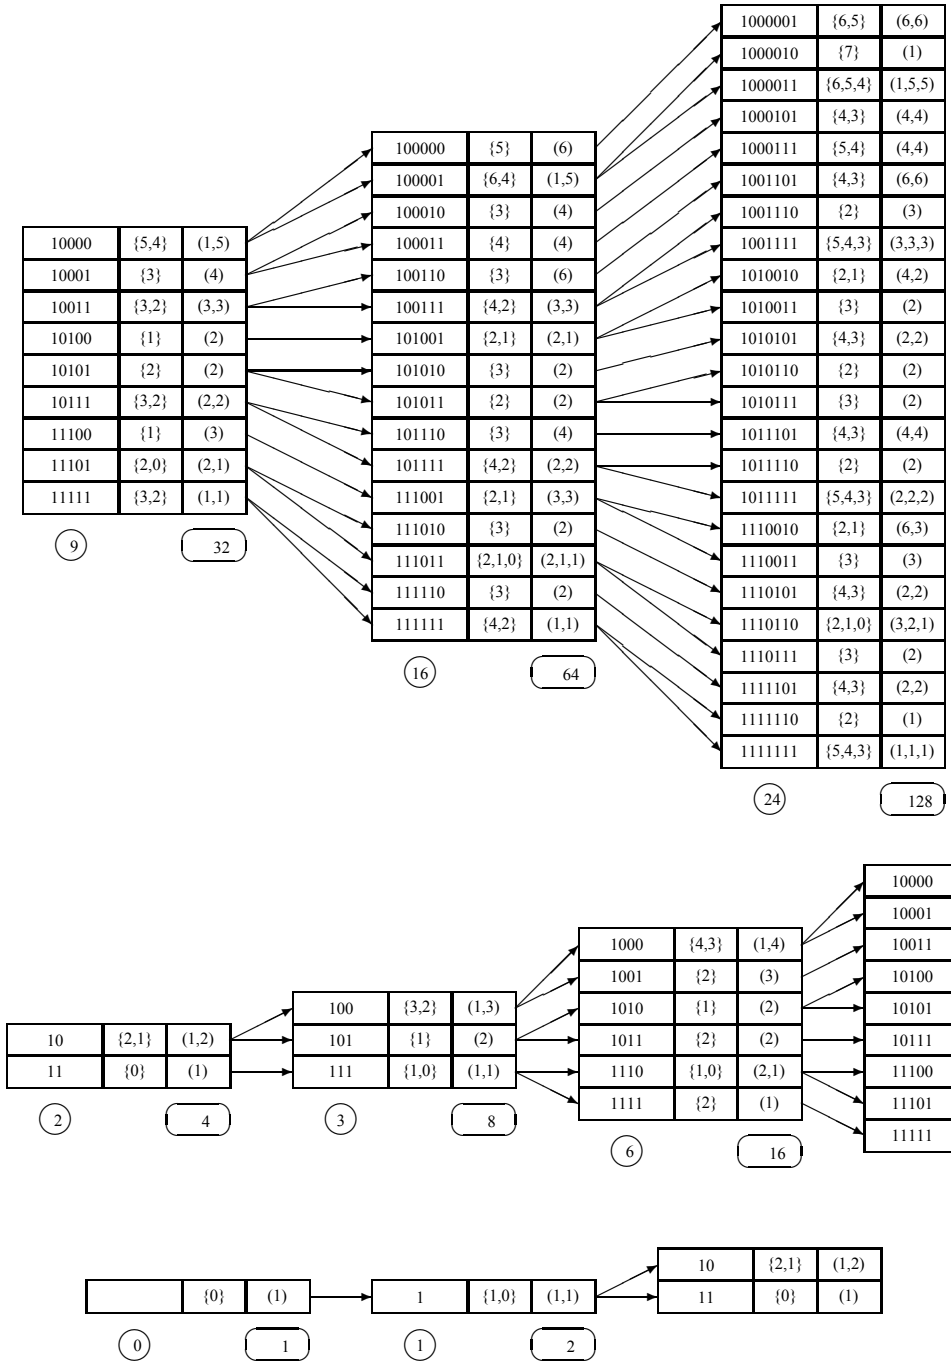 1000001 {6,5} (6,6)
1000010 {7} (1)
1000011 {6,5,4} (1,5,5)
1000101 {4,3} (4,4)
1000111 {5,4} (4,4)
1001101 {4,3} (6,6)
1001110 {2} (3)
1001111 {5,4,3} (3,3,3)
1010010 {2,1} (4,2)
1010011 {3} (2)
1010101 {4,3} (2,2)
1010110 {2} (2)
1010111 {3} (2)
1011101 {4,3} (4,4)
1011110 {2} (2)
1011111 {5,4,3} (2,2,2)
1110010 {2,1} (6,3)
1110011 {3} (3)
1110101 {4,3} (2,2)
1110110 {2,1,0} (3,2,1)
1110111 {3} (2)
1111101 {4,3} (2,2)
1111110 {2} (1)
1111111 {5,4,3} (1,1,1)
24 128
100000 {5} (6)
100001 {6,4} (1,5)
100010 {3} (4)
100011 {4} (4)
100110 {3} (6)
100111 {4,2} (3,3)
101001 {2,1} (2,1)
101010 {3} (2)
101011 {2} (2)
101110 {3} (4)
101111 {4,2} (2,2)
111001 {2,1} (3,3)
111010 {3} (2)
111011 {2,1,0} (2,1,1)
111110 {3} (2)
111111 {4,2} (1,1)
16 64
10000 {5,4} (1,5)
10001 {3} (4)
10011 {3,2} (3,3)
10100 {1} (2)
10101 {2} (2)
10111 {3,2} (2,2)
11100 {1} (3)
11101 {2,0} (2,1)
11111 {3,2} (1,1)
9 32
10 {2,1} (1,2)
11 {0} (1)
2 4
100 {3,2} (1,3)
101 {1} (2)
111 {1,0} (1,1)
3 8
1000 {4,3} (1,4)
1001 {2} (3)
1010 {1} (2)
1011 {2} (2)
1110 {1,0} (2,1)
1111 {2} (1)
6 16
10000
10001
10011
10100
10101
10111
11100
11101
11111
{0} (1)
0 1
1 {1,0} (1,1)
1 2
10 {2,1} (1,2)
11 {0} (1)